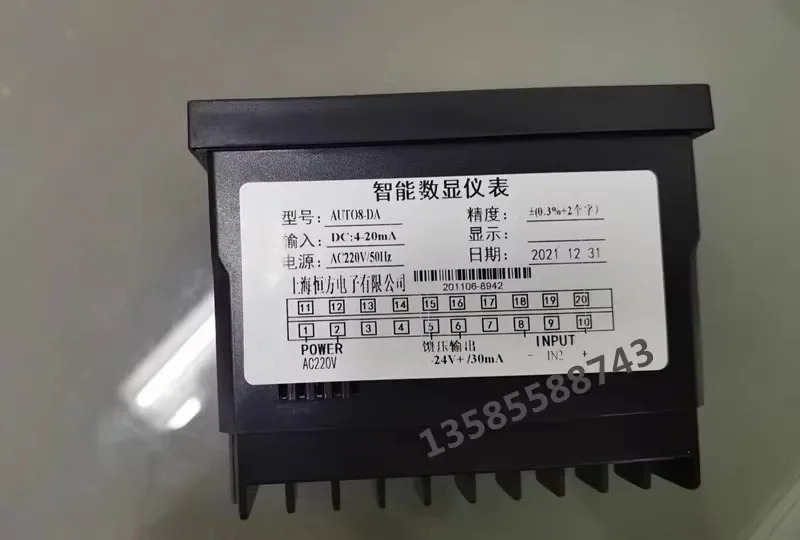 智能数显仪表
型号: AUTO8-DA 精度: ±(0.3%+2个字)
输入: DC:4-20mA 显示:
电源: AC220V/50Hz 日期: 2021 12 31
上海恒方电子有限公司 201106-8942
11 12 13 14 15 16 17 18 19 20
1 2 3 4 5 6 7 8 9 10
POWER 馈压输出 INPUT
AC220V -24V+/30mA - IN2 +
13585588743